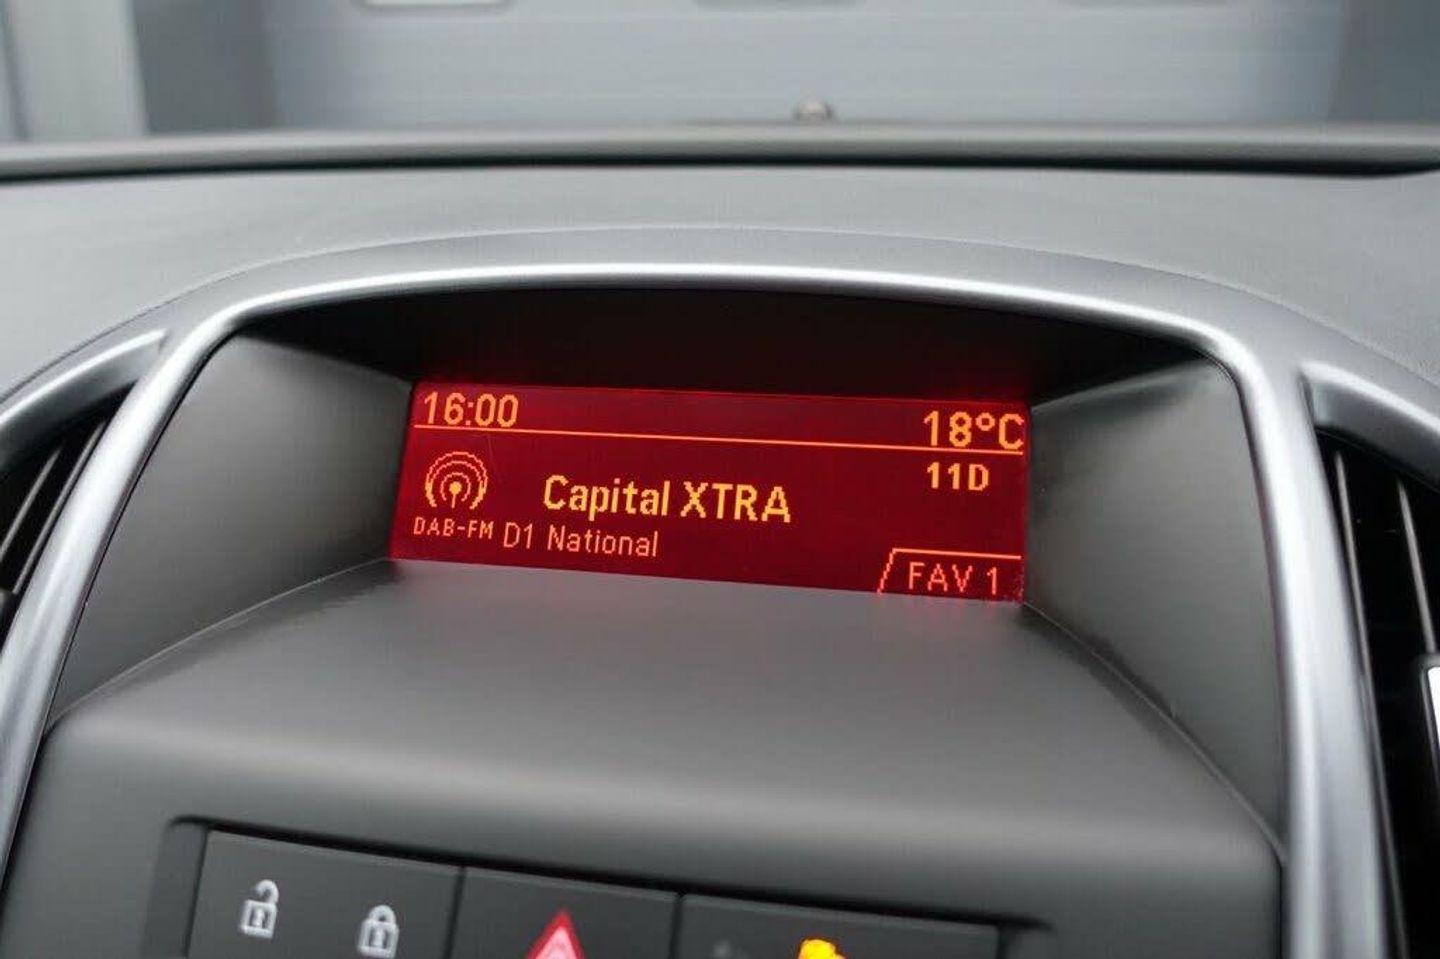 16:00 18°C
11D
Capital XTRA
DAB-FM D1 National
FAV 1